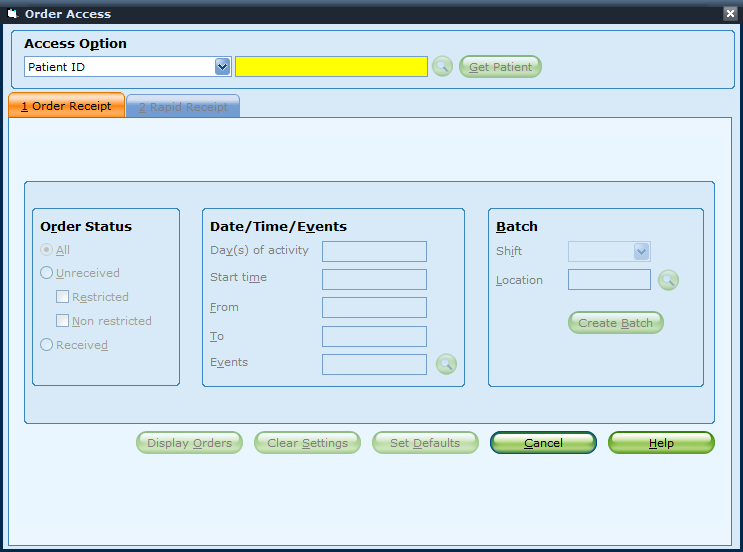 Order Access
Access Option
Patient ID
Get Patient
1 Order Receipt
2 Rapid Receipt
Order Status
All
Unreceived
Restricted
Non restricted
Received
Date/Time/Events
Day(s) of activity
Start time
From
To
Events
Batch
Shift
Location
Create Batch
Display Orders
Clear Settings
Set Defaults
Cancel
Help